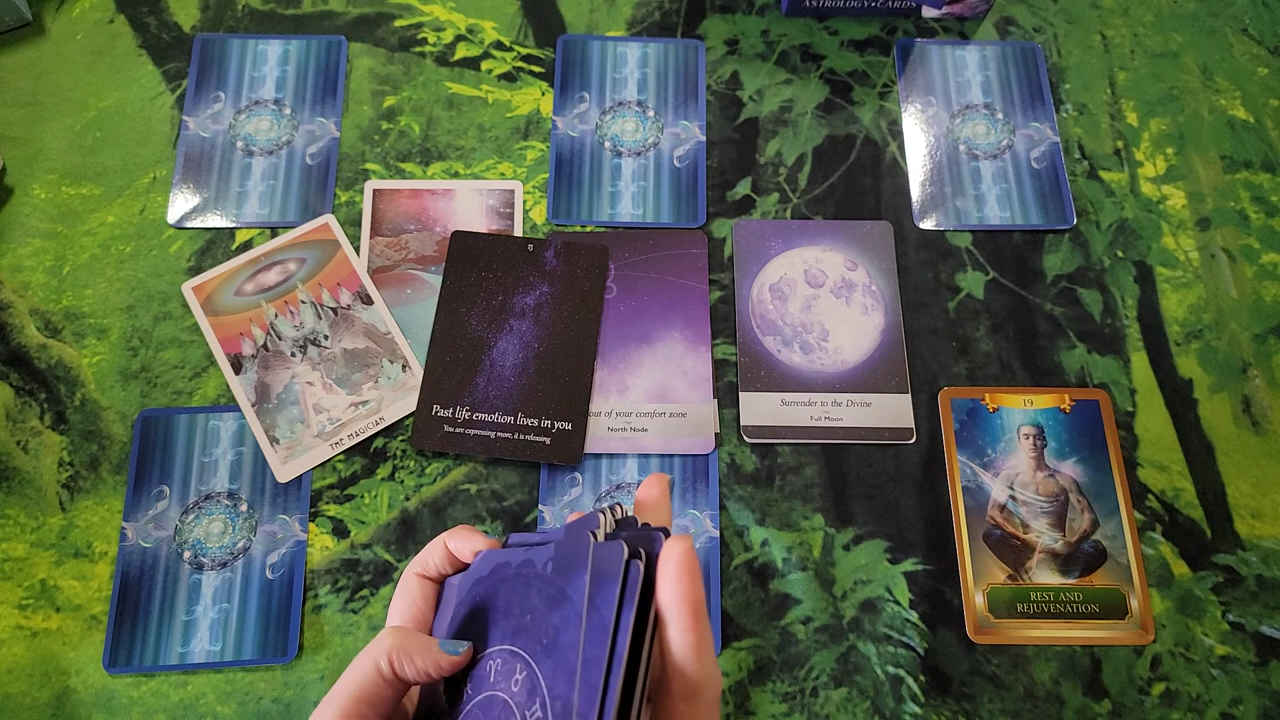 ASTROLOGY•CARDS
THE MAGICIAN
Past life emotion lives in you
You are expressing more, it is releasing
out of your comfort zone
North Node
Surrender to the Divine
Full Moon
19
REST AND
REJUVENATION